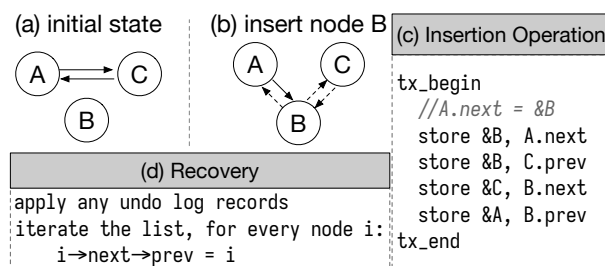 (a) initial state
A
C
B
(b) insert node B
A
C
B
(c) Insertion Operation
tx_begin
//A.next = &B
store &B, A.next
store &B, C.prev
store &C, B.next
store &A, B.prev
tx_end
(d) Recovery
apply any undo log records
iterate the list, for every node i:
i→next→prev = i